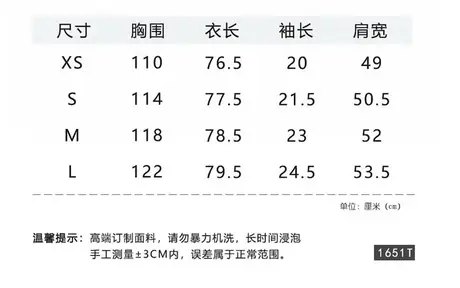 尺寸 胸围 衣长 袖长 肩宽
XS 110 76.5 20 49
S 114 77.5 21.5 50.5
M 118 78.5 23 52
L 122 79.5 24.5 53.5
单位：厘米（cm）
温馨提示：高端订制面料，请勿暴力机洗，长时间浸泡
手工测量±3CM内，误差属于正常范围。
1651T